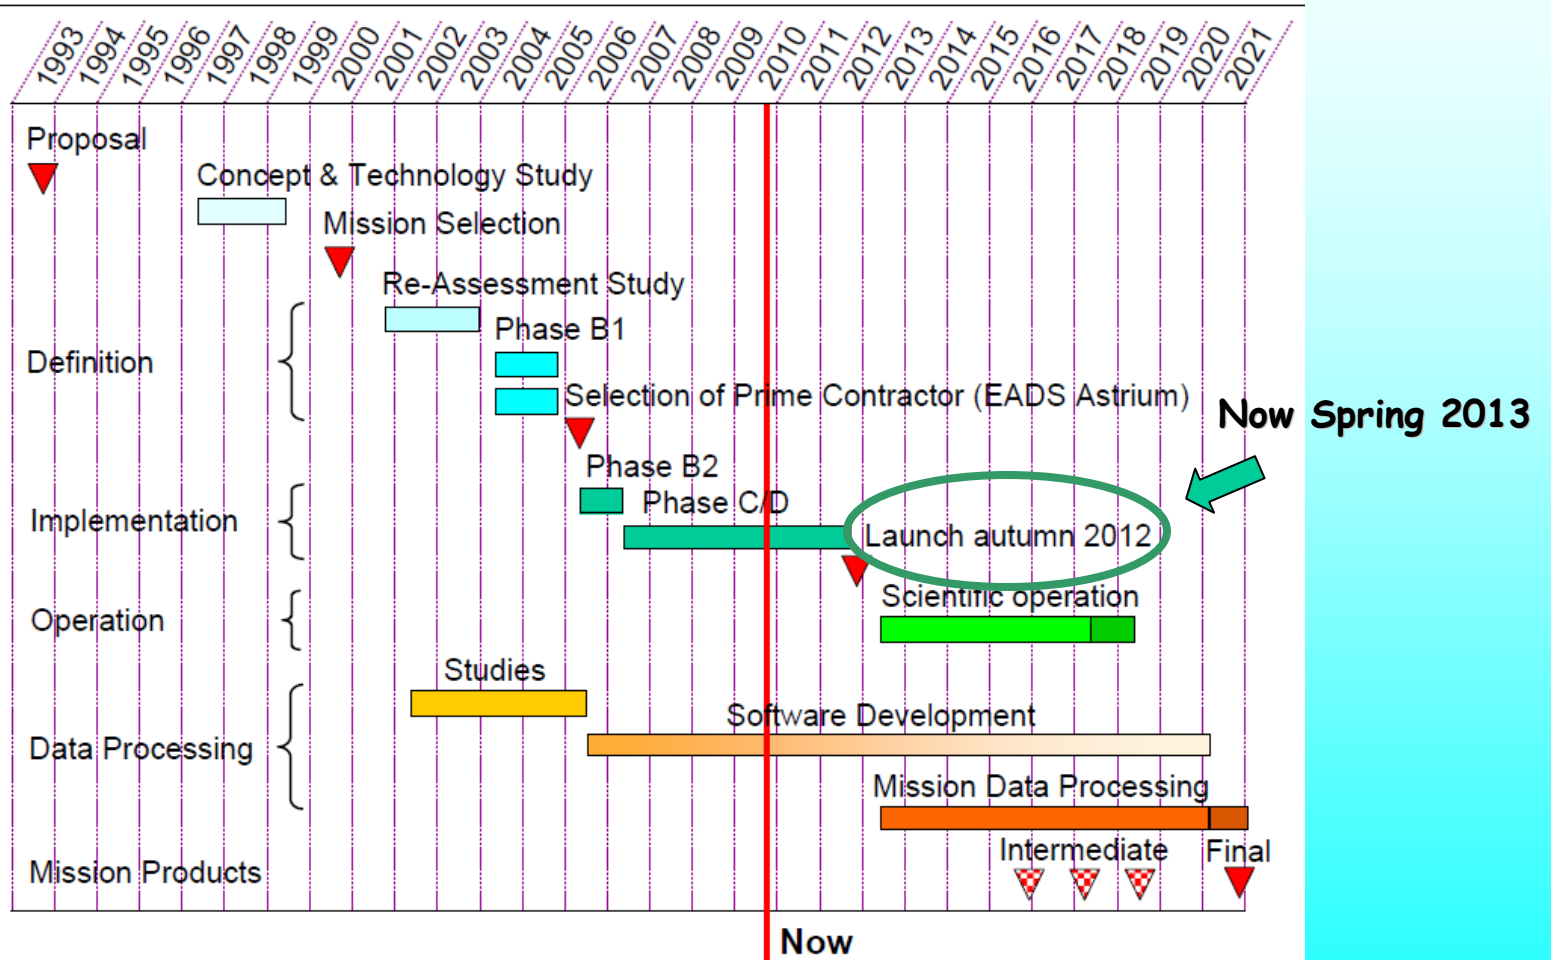 1993 1994 1995 1996 1997 1998 1999 2000 2001 2002 2003 2004 2005 2006 2007 2008 2009 2010 2011 2012 2013 2014 2015 2016 2017 2018 2019 2020 2021
Proposal
Concept & Technology Study
Mission Selection
Re-Assessment Study
Phase B1
Definition
Selection of Prime Contractor (EADS Astrium)
Now Spring 2013
Phase B2
Phase C/D
Implementation
Launch autumn 2012
Scientific operation
Operation
Studies
Software Development
Data Processing
Mission Data Processing
Intermediate Final
Mission Products
Now